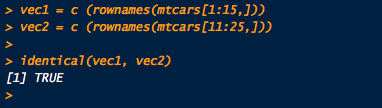 > vec1 = c (rownames(mtcars[1:15,]))
> vec2 = c (rownames(mtcars[11:25,]))
>
> identical(vec1, vec2)
[1] TRUE
>